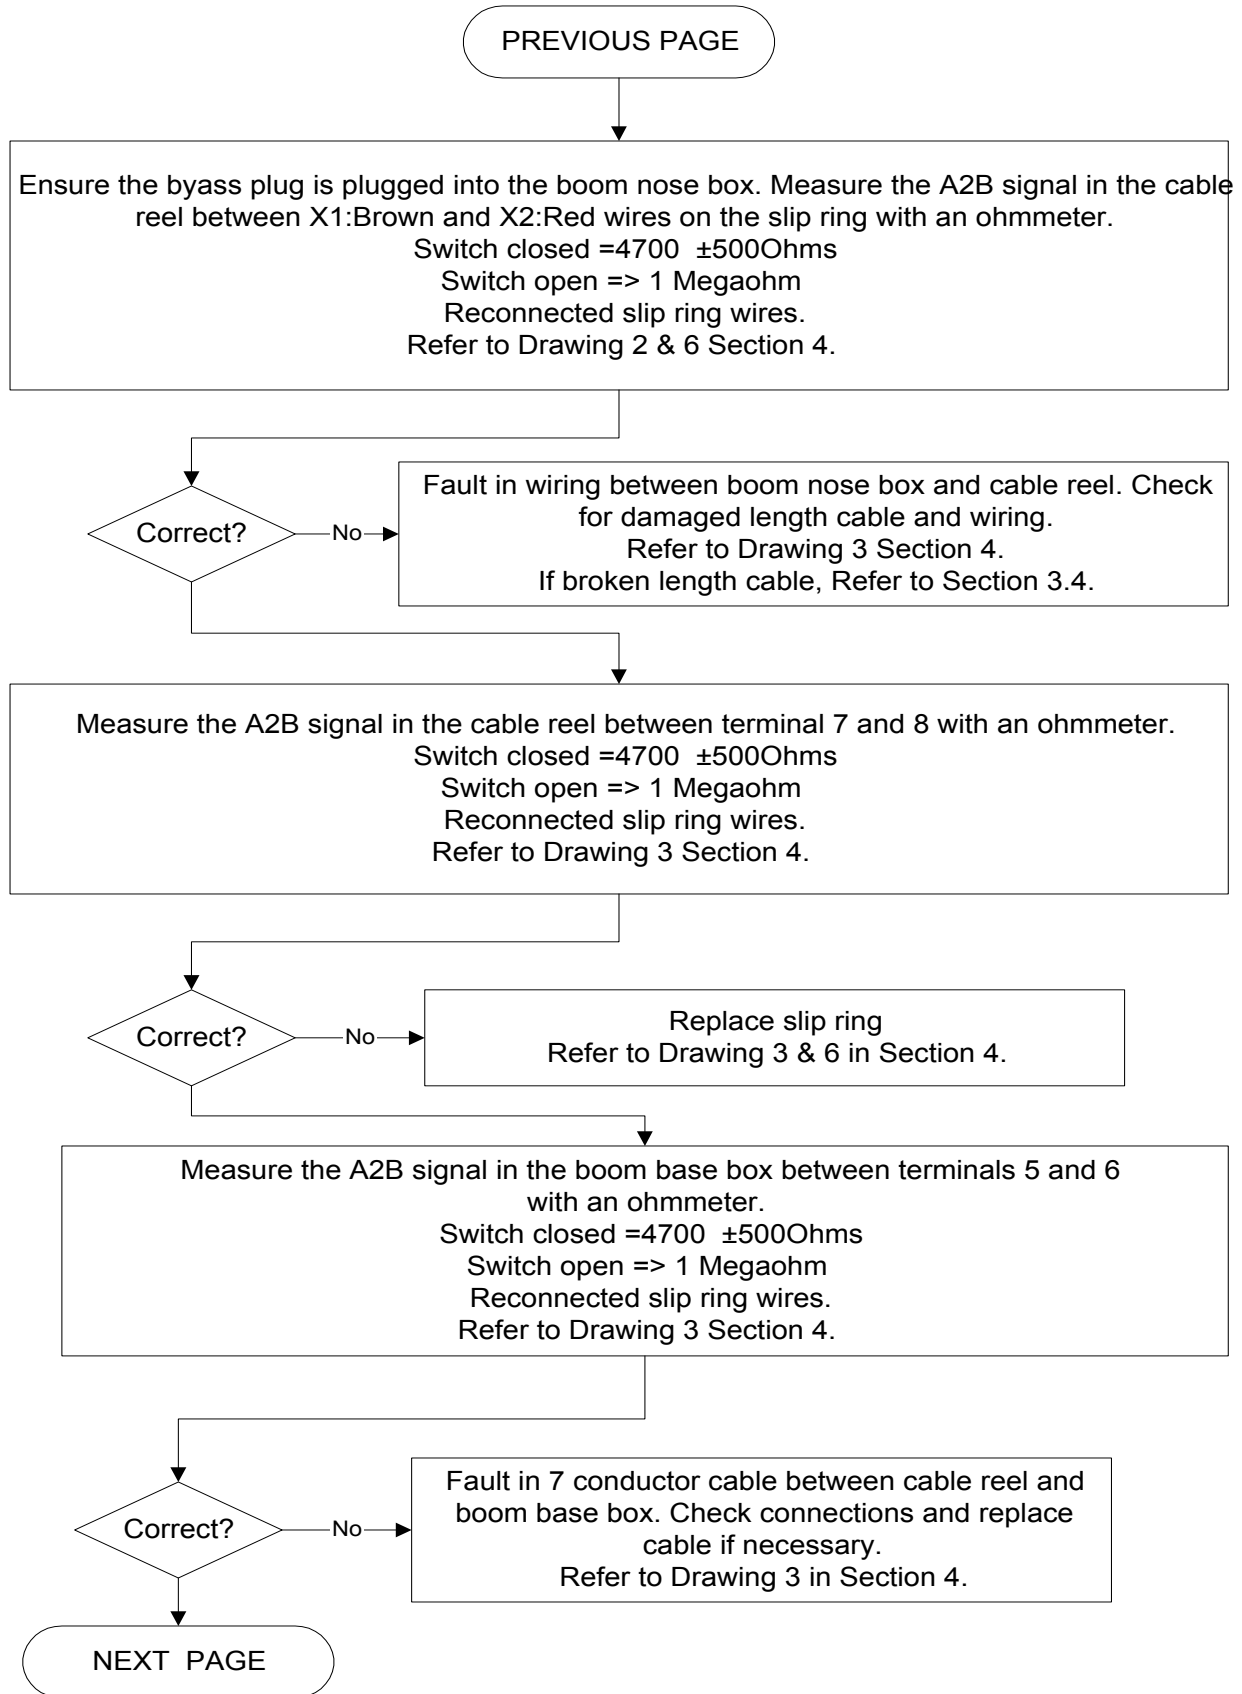 PREVIOUS PAGE
Ensure the byass plug is plugged into the boom nose box. Measure the A2B signal in the cable
reel between X1:Brown and X2:Red wires on the slip ring with an ohmmeter.
Switch closed =4700 ±500Ohms
Switch open => 1 Megaohm
Reconnected slip ring wires.
Refer to Drawing 2 & 6 Section 4.
Correct?
No
Fault in wiring between boom nose box and cable reel. Check
for damaged length cable and wiring.
Refer to Drawing 3 Section 4.
If broken length cable, Refer to Section 3.4.
Measure the A2B signal in the cable reel between terminal 7 and 8 with an ohmmeter.
Switch closed =4700 ±500Ohms
Switch open => 1 Megaohm
Reconnected slip ring wires.
Refer to Drawing 3 Section 4.
Correct?
No
Replace slip ring
Refer to Drawing 3 & 6 in Section 4.
Measure the A2B signal in the boom base box between terminals 5 and 6
with an ohmmeter.
Switch closed =4700 ±500Ohms
Switch open => 1 Megaohm
Reconnected slip ring wires.
Refer to Drawing 3 Section 4.
Correct?
No
Fault in 7 conductor cable between cable reel and
boom base box. Check connections and replace
cable if necessary.
Refer to Drawing 3 in Section 4.
NEXT PAGE